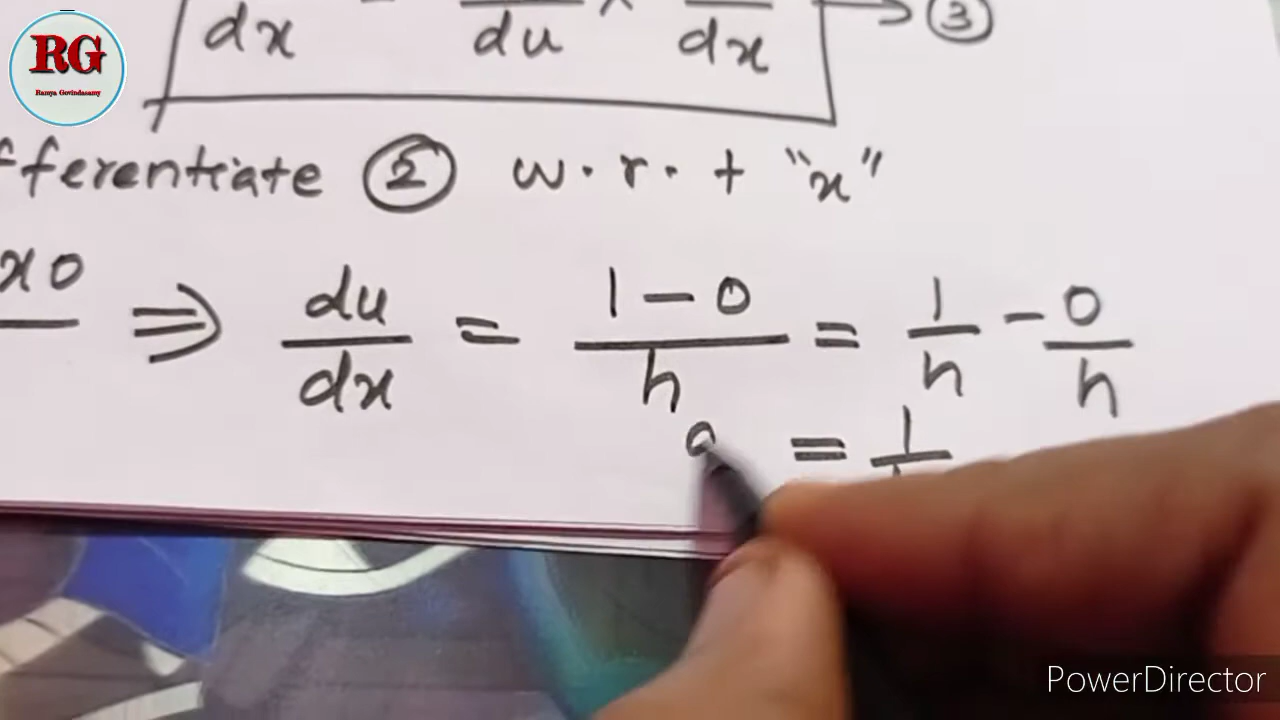 RG
Ramya Govindasamy
dx du × dx → ③
fferentiate ② w.r.t "x"
x0 ⇒ du/dx = 1-0/h = 1/h - 0/h
= 1
PowerDirector